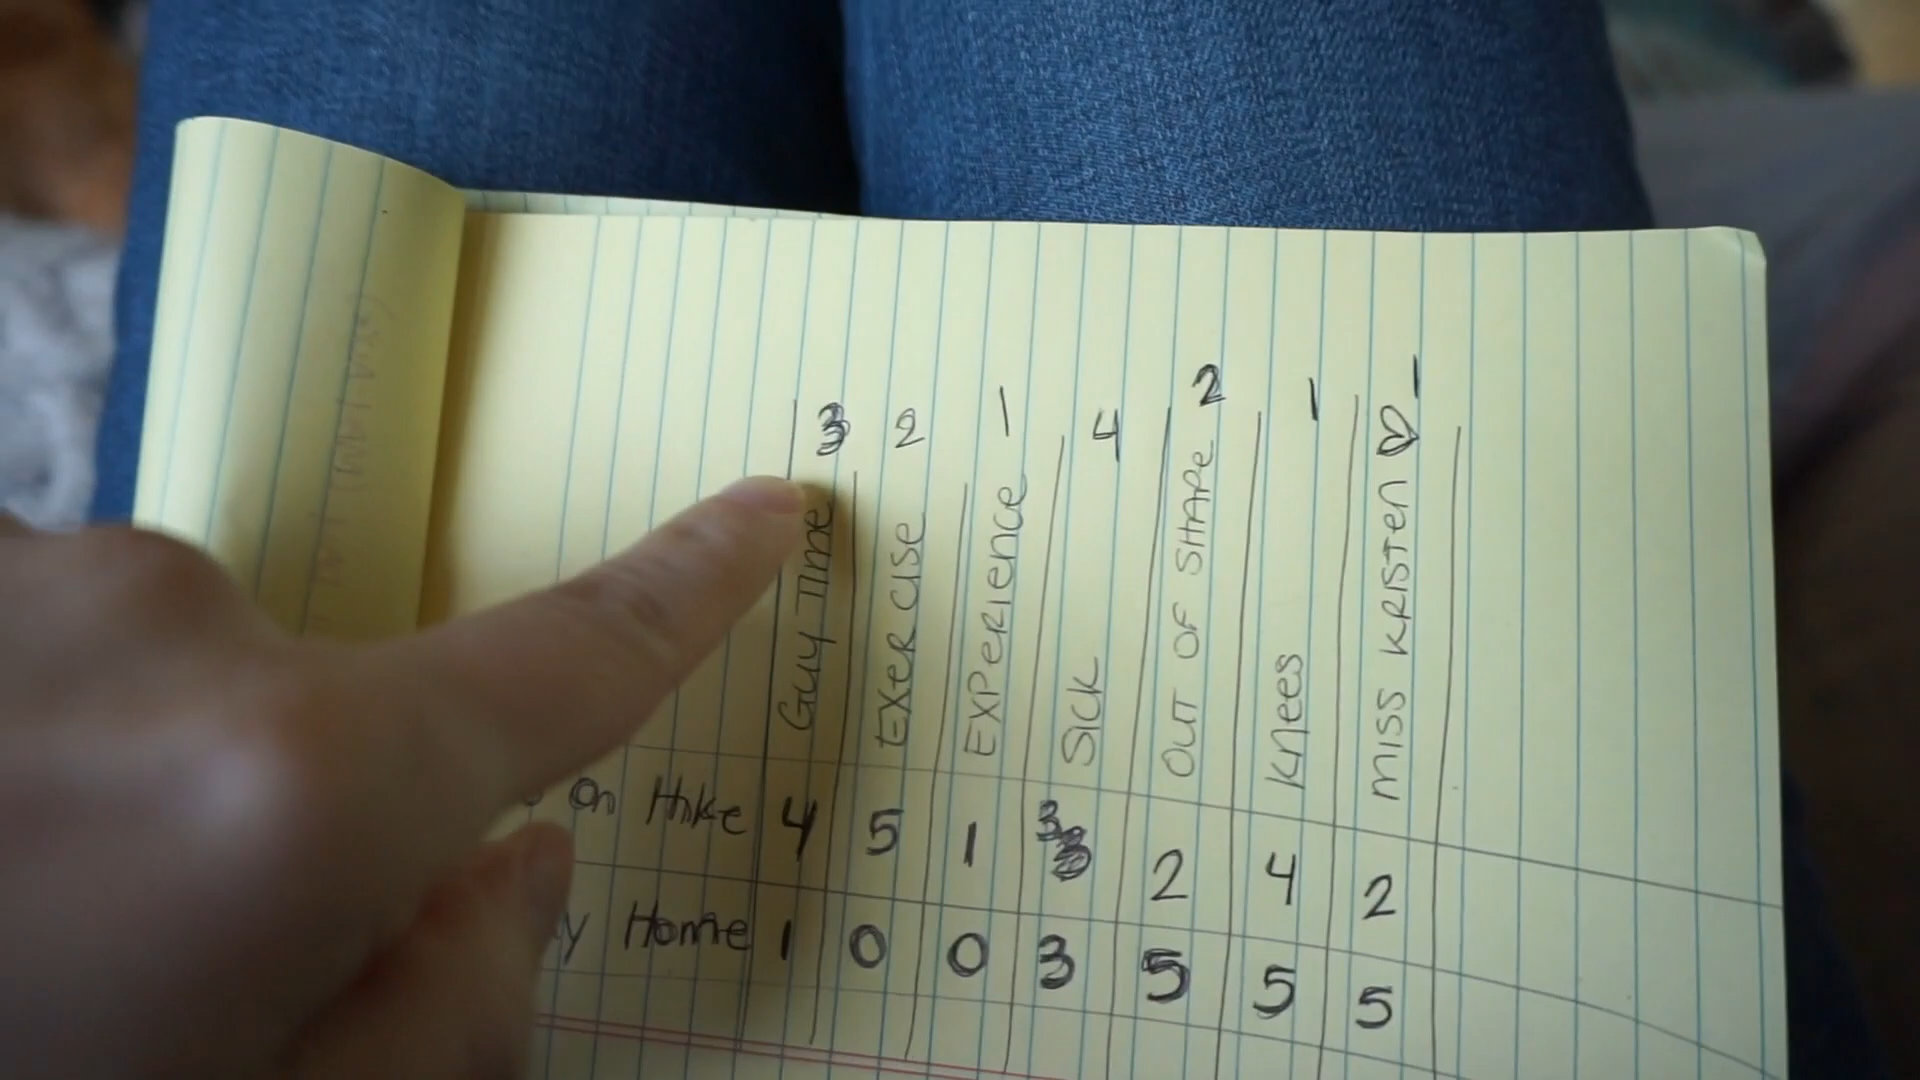 3 2 1 4 2 1 1
Guy Time
Exercise
Experience
Sick
Out of Shape
Knees
Miss Kristen ♡
on Hike 4 5 1 3 2 4 2
y Home 1 0 0 3 5 5 5